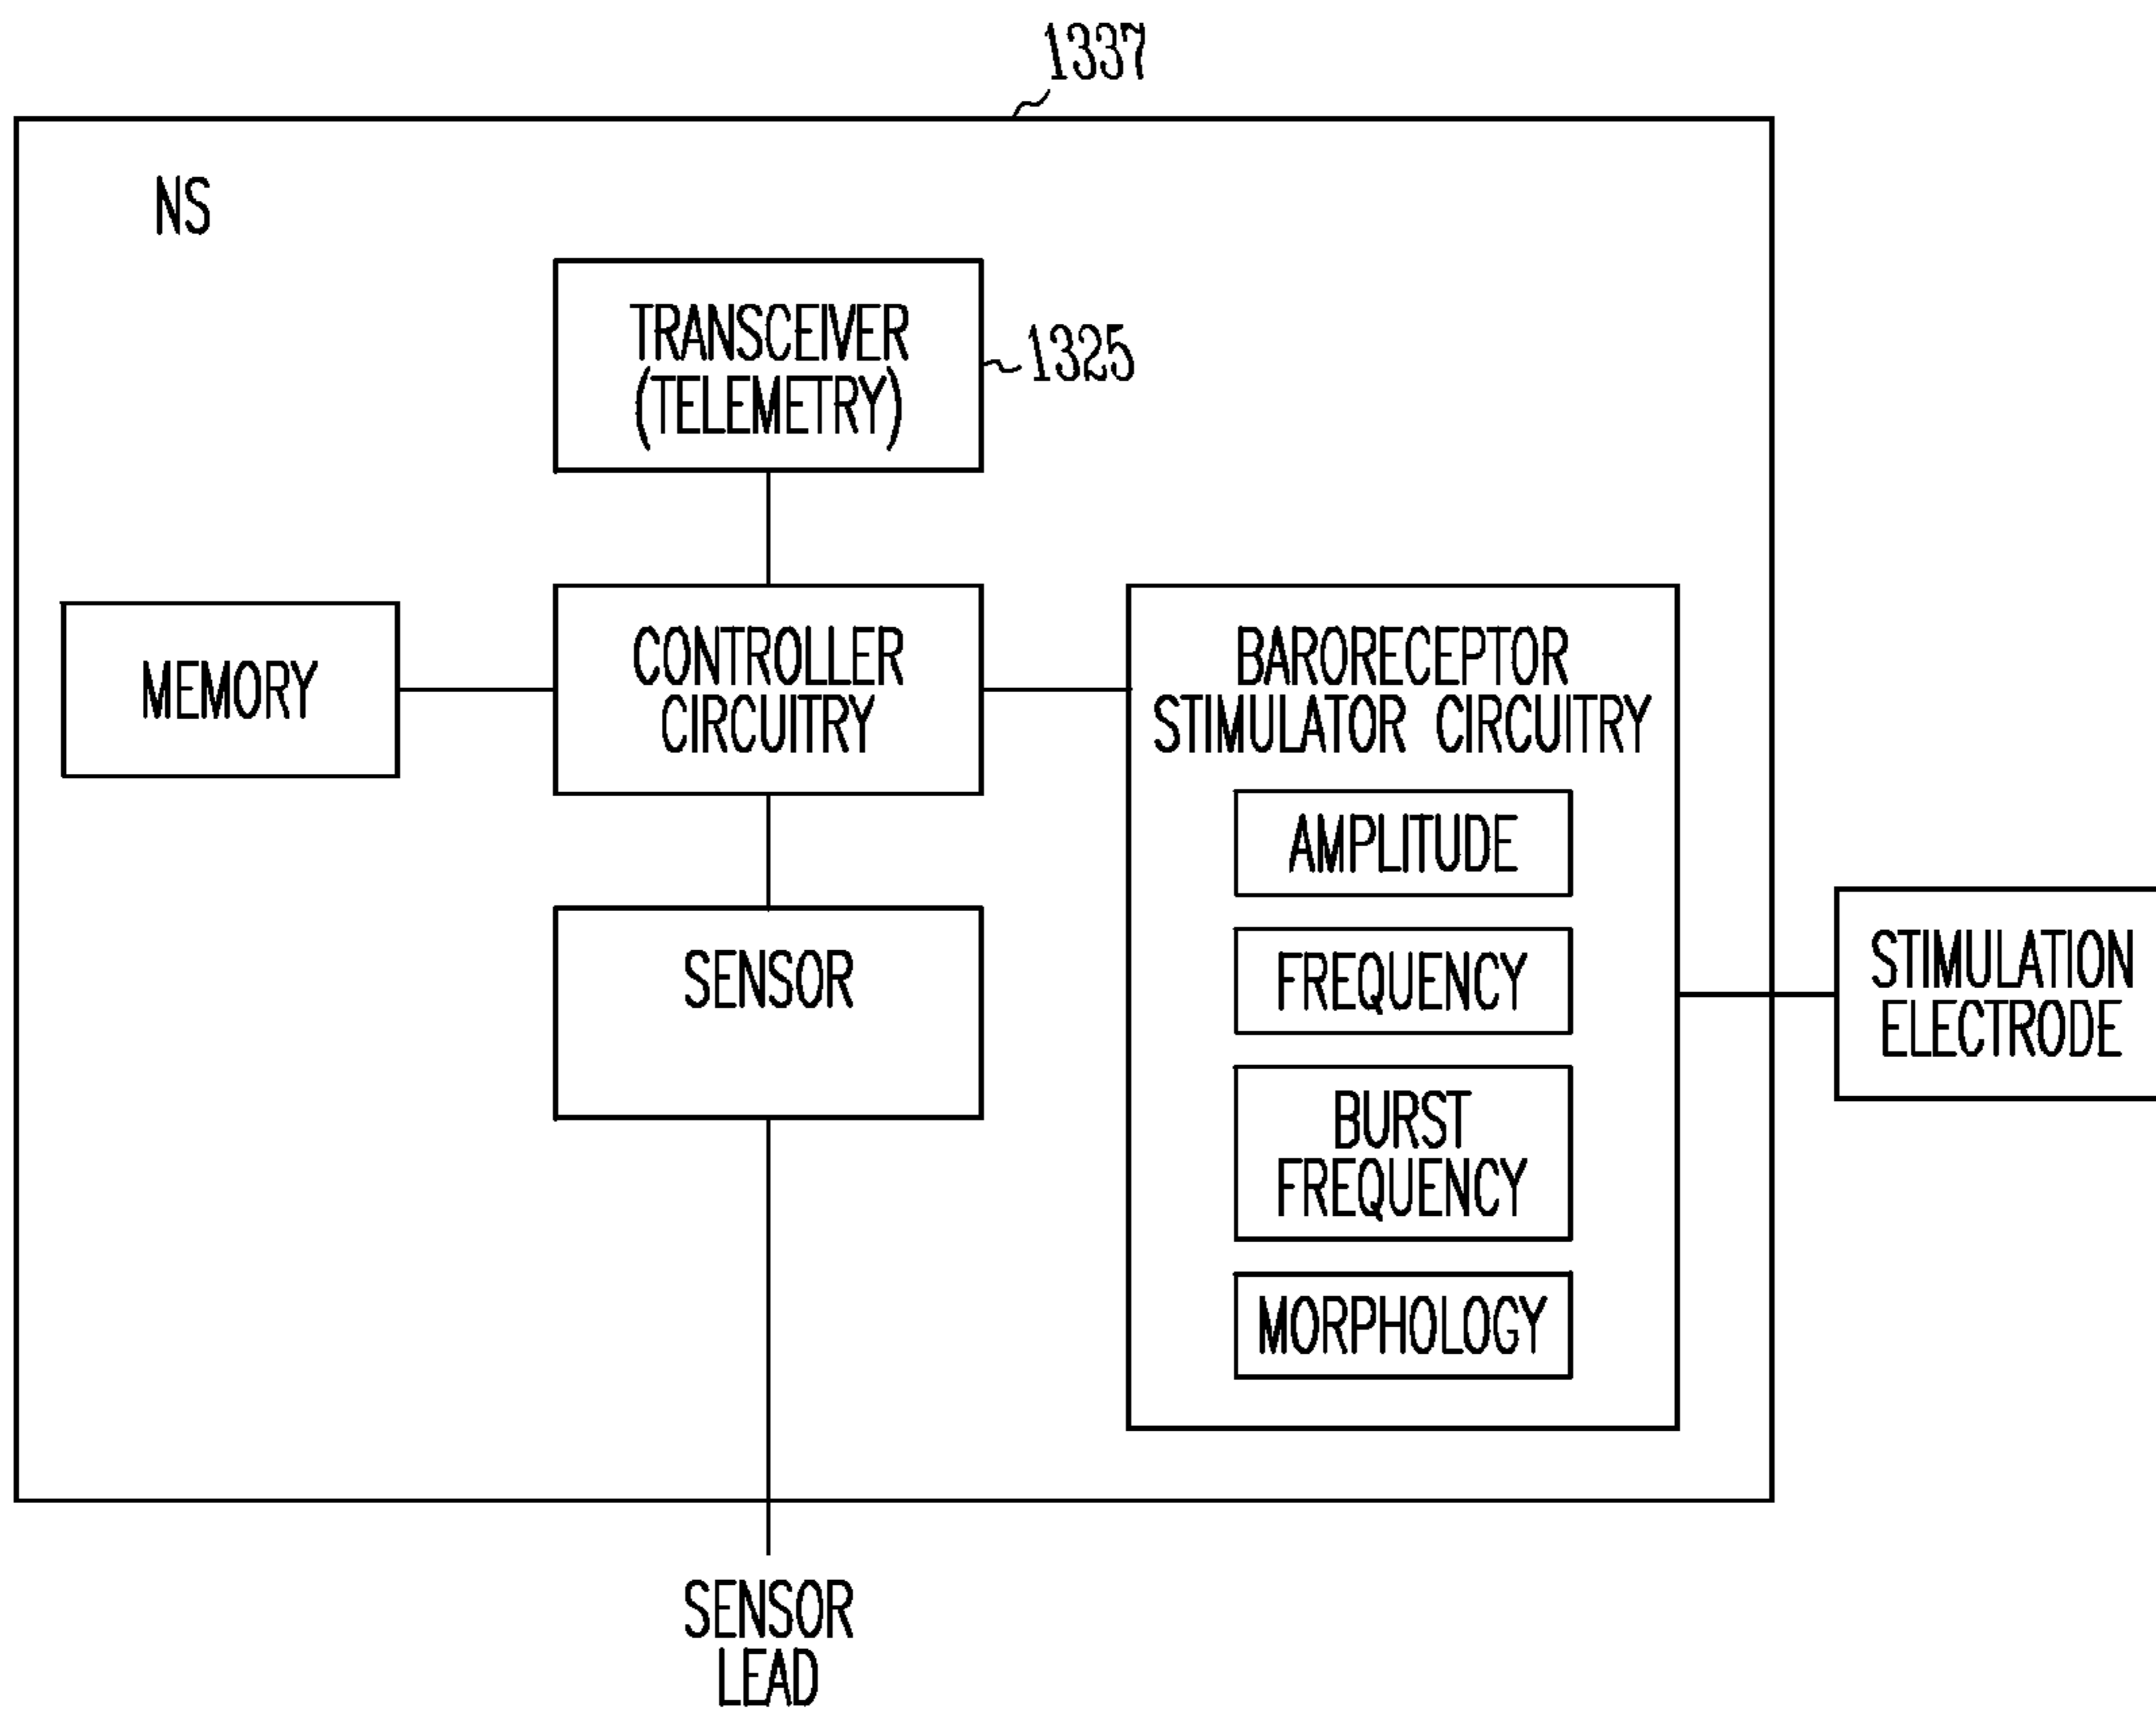 1337
NS
TRANSCEIVER
(TELEMETRY)
1325
MEMORY
CONTROLLER
CIRCUITRY
BARORECEPTOR
STIMULATOR CIRCUITRY
AMPLITUDE
SENSOR
FREQUENCY
STIMULATION
ELECTRODE
BURST
FREQUENCY
MORPHOLOGY
SENSOR
LEAD